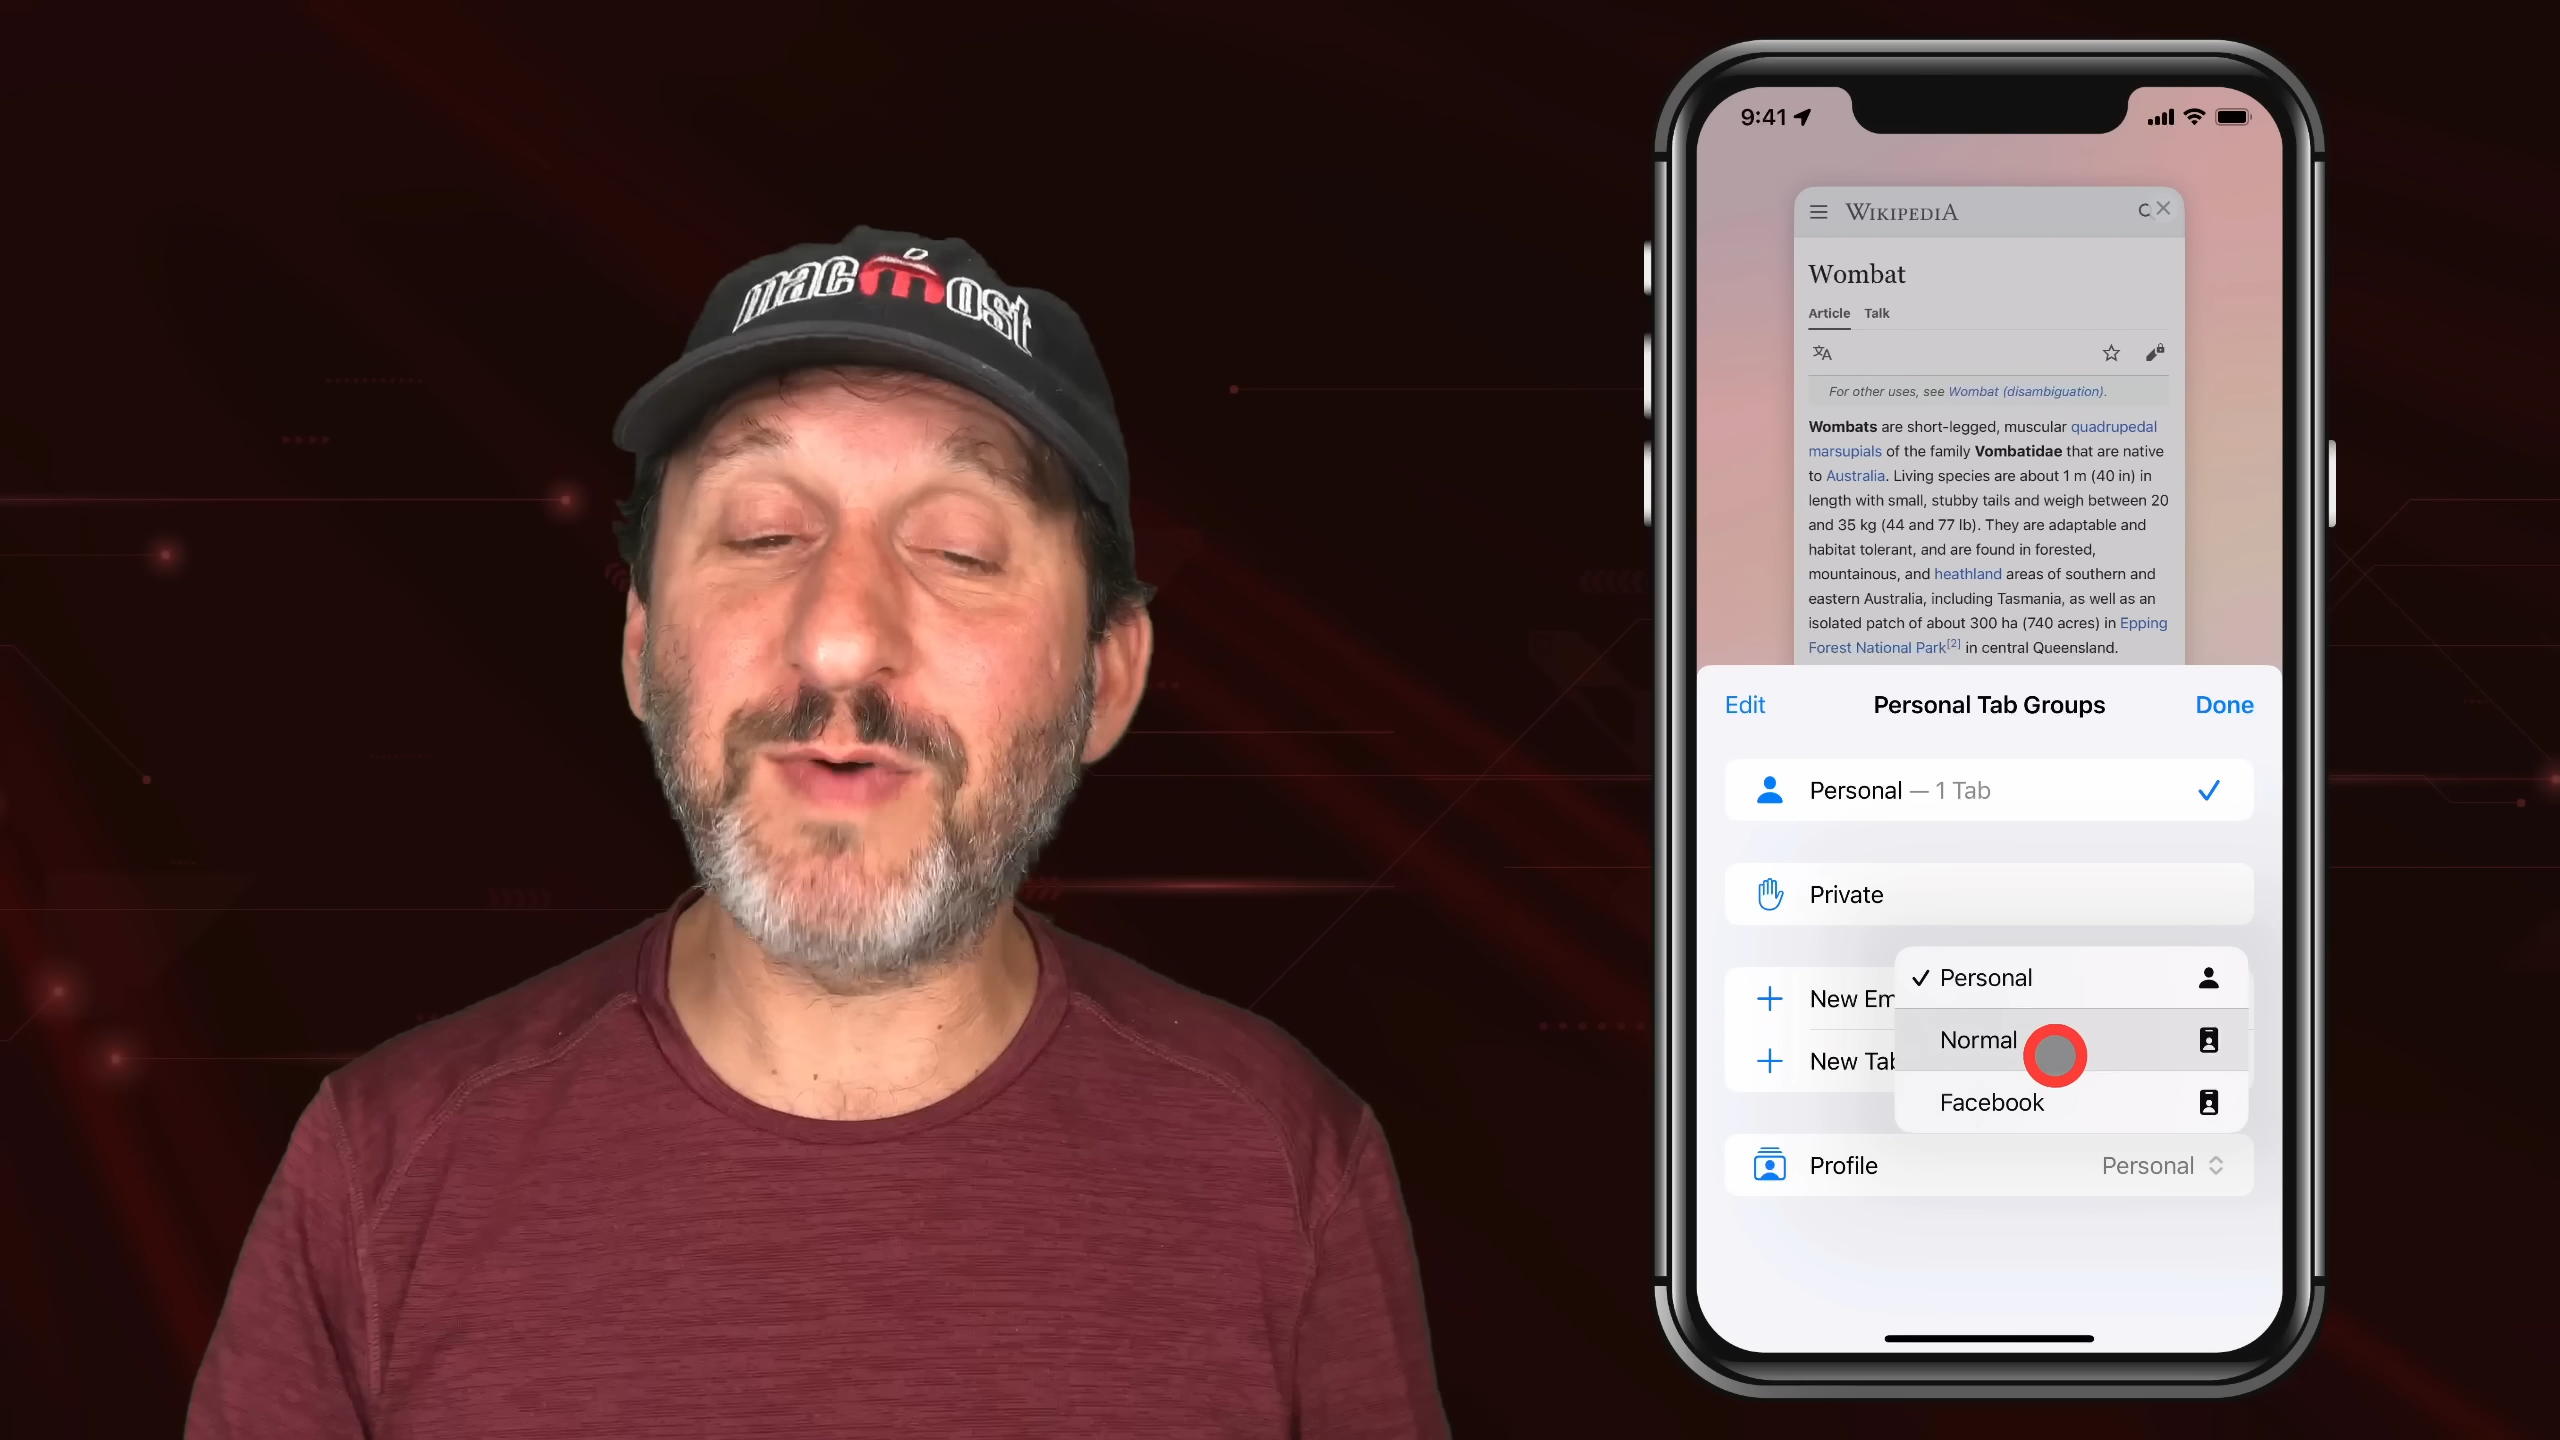 macmost
9:41
WIKIPEDIA
Wombat
Article Talk
For other uses, see Wombat (disambiguation).
Wombats are short-legged, muscular quadrupedal
marsupials of the family Vombatidae that are native
to Australia. Living species are about 1 m (40 in) in
length with small, stubby tails and weigh between 20
and 35 kg (44 and 77 lb). They are adaptable and
habitat tolerant, and are found in forested,
mountainous, and heathland areas of southern and
eastern Australia, including Tasmania, as well as an
isolated patch of about 300 ha (740 acres) in Epping
Forest National Park[2] in central Queensland.
Edit Personal Tab Groups Done
Personal — 1 Tab
Private
Personal
New Em
Normal
New Tab
Facebook
Profile Personal